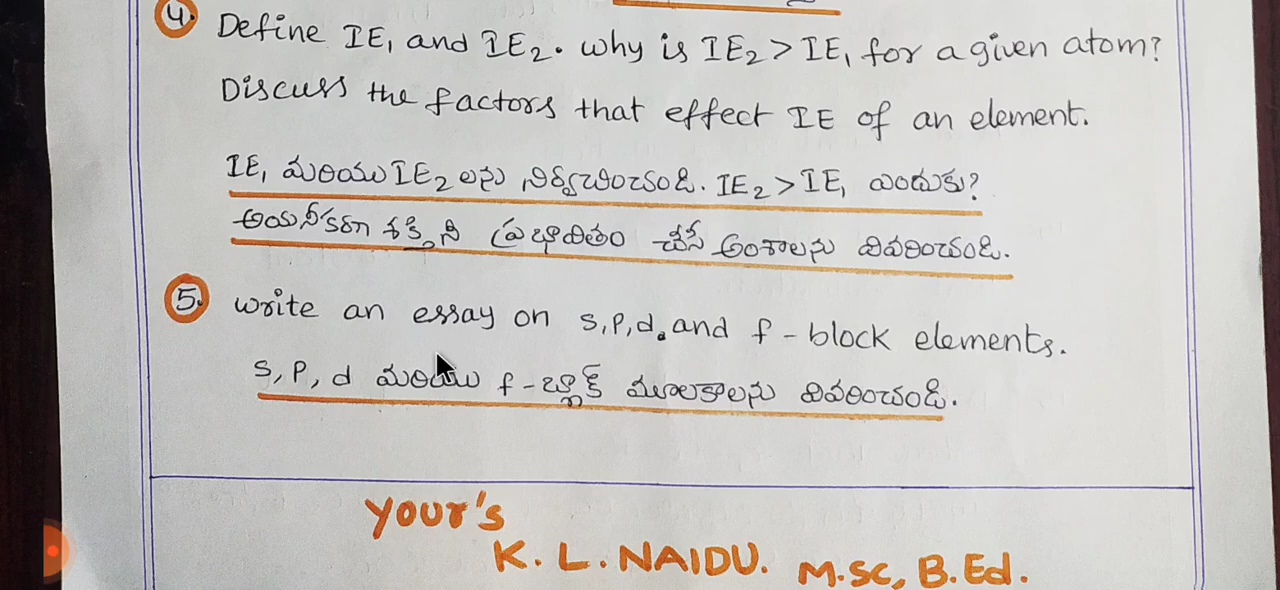 4. Define IE₁ and IE₂. Why is IE₂ > IE₁ for a given atom?
Discuss the factors that effect IE of an element.
IE₁ మరియు IE₂ లను నిర్వచించండి. IE₂ > IE₁ ఎందుకు?
అయనీకరణ శక్తిని ప్రభావితం చేసే అంశాలను వివరించండి.
5. Write an essay on s, p, d. and f - block elements.
s, p, d మరియు f - బ్లాక్ మూలకాలను వివరించండి.
your's
K. L. NAIDU. M.Sc, B.Ed.